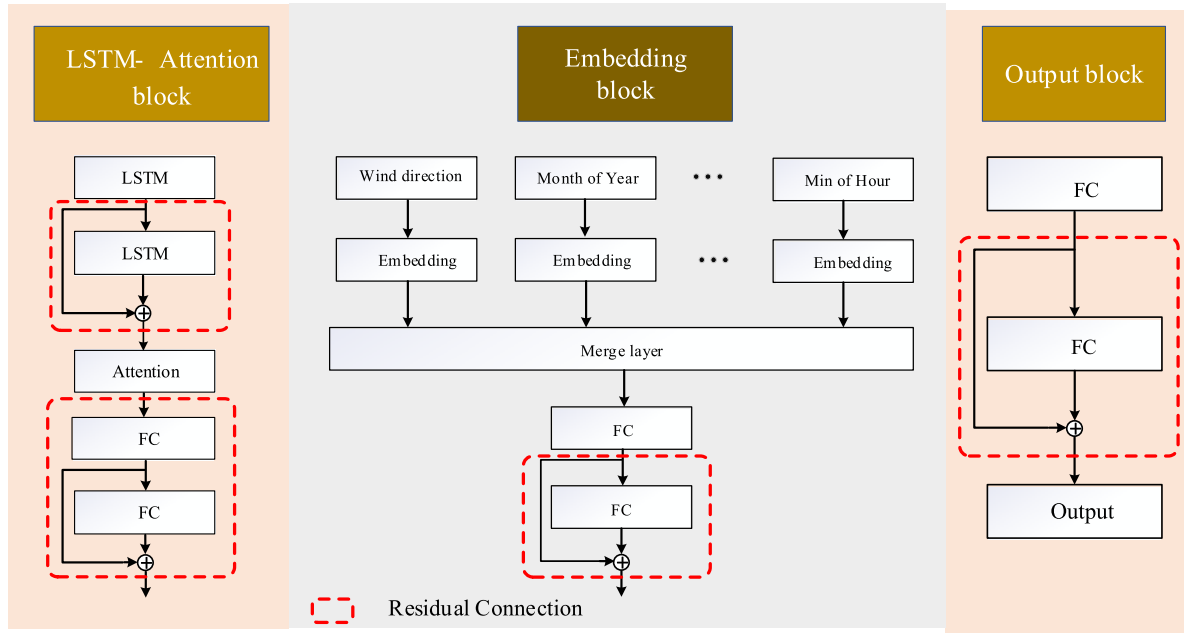 LSTM- Attention
block
LSTM
LSTM
Attention
FC
FC
Embedding
block
Wind direction
Month of Year
•••
Min of Hour
Embedding
Embedding
•••
Embedding
Merge layer
FC
FC
Residual Connection
Output block
FC
FC
Output